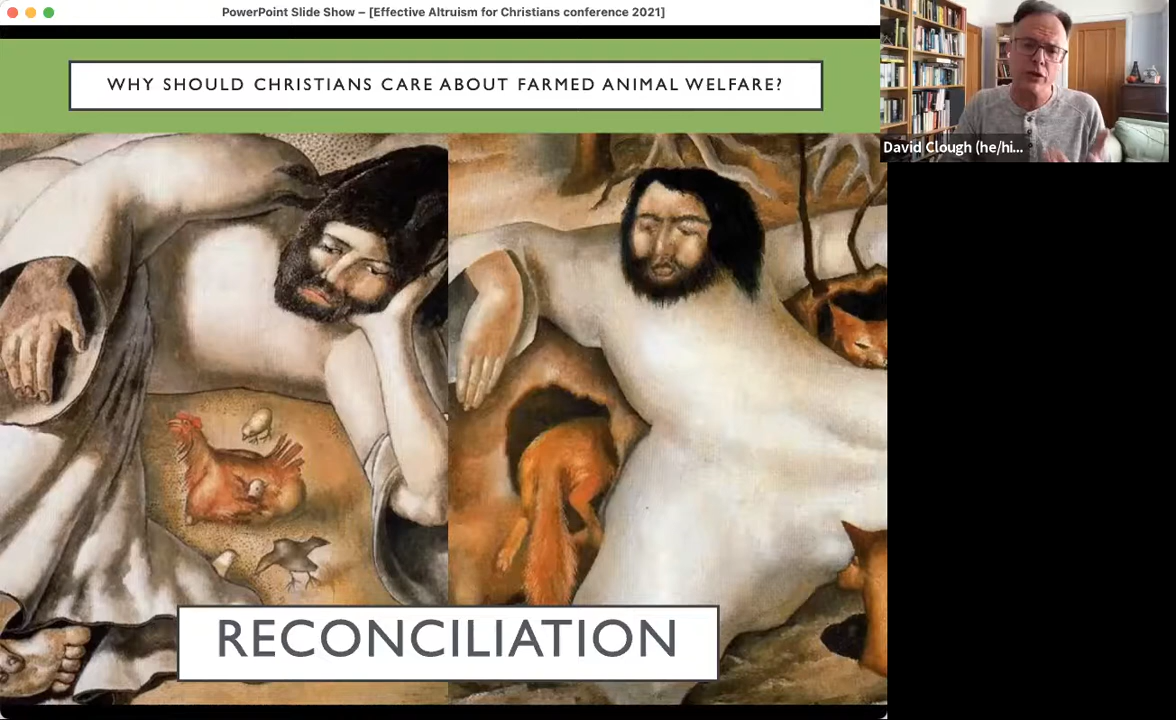 PowerPoint Slide Show – [Effective Altruism for Christians conference 2021]
WHY SHOULD CHRISTIANS CARE ABOUT FARMED ANIMAL WELFARE?
David Clough (he/hi...
RECONCILIATION